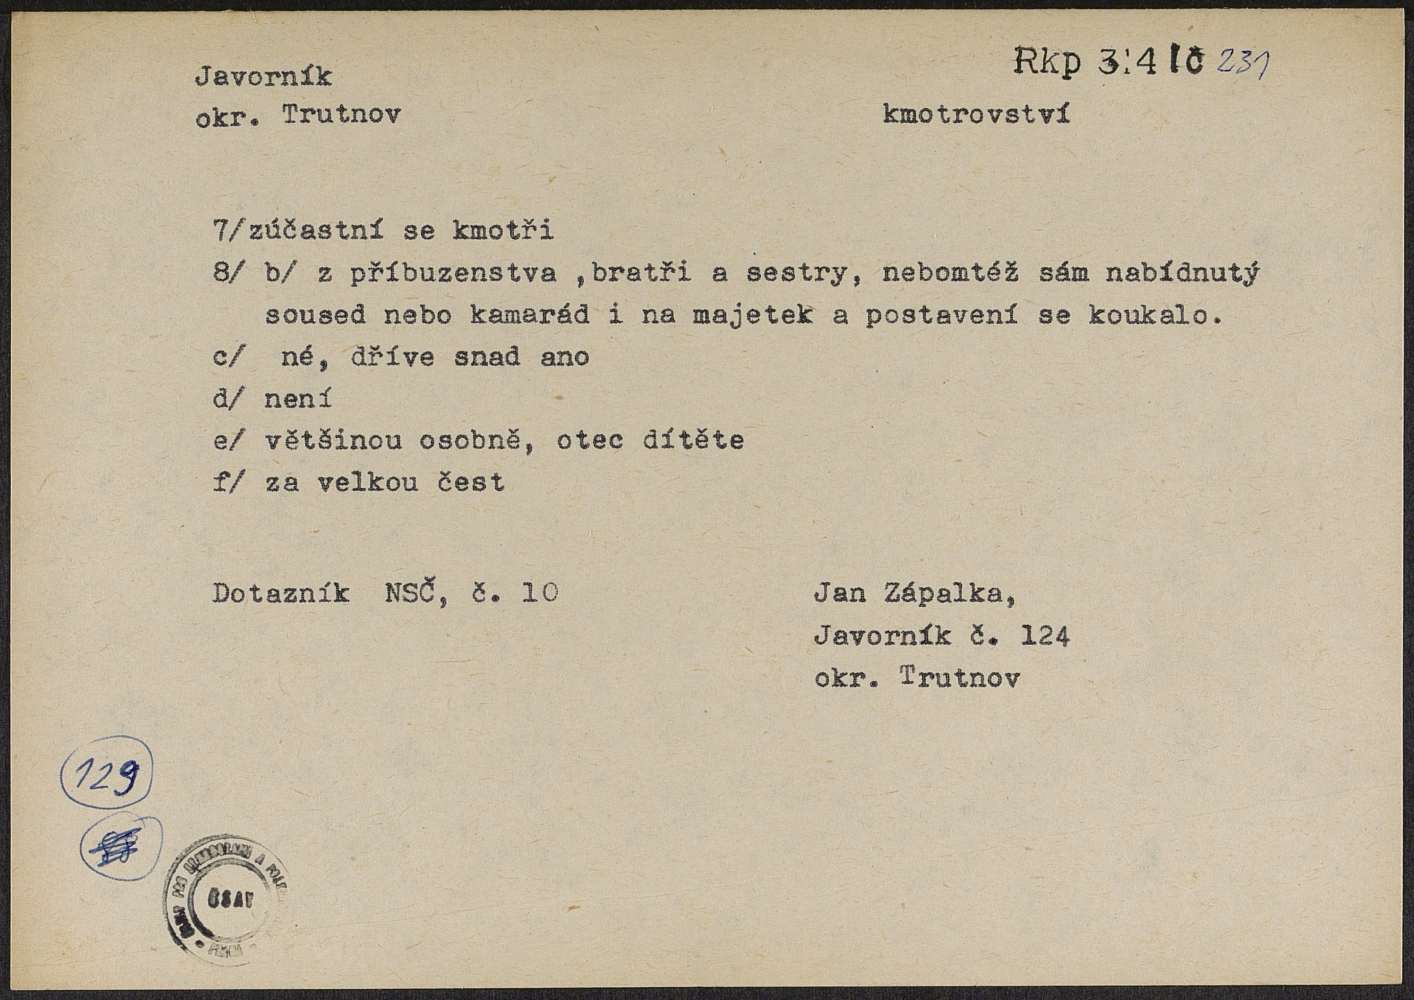 Rkp 314 Ič 231
Javorník
okr. Trutnov
kmotrovství
7/zúčastní se kmotři
8/ b/ z příbuzenstva ,bratři a sestry, nebomtéž sám nabídnutý
soused nebo kamarád i na majetek a postavení se koukalo.
c/ né, dříve snad ano
d/ není
e/ většinou osobně, otec dítěte
f/ za velkou čest
Dotazník NSČ, č. 10
Jan Zápalka,
Javorník č. 124
okr. Trutnov
129
ČSAV